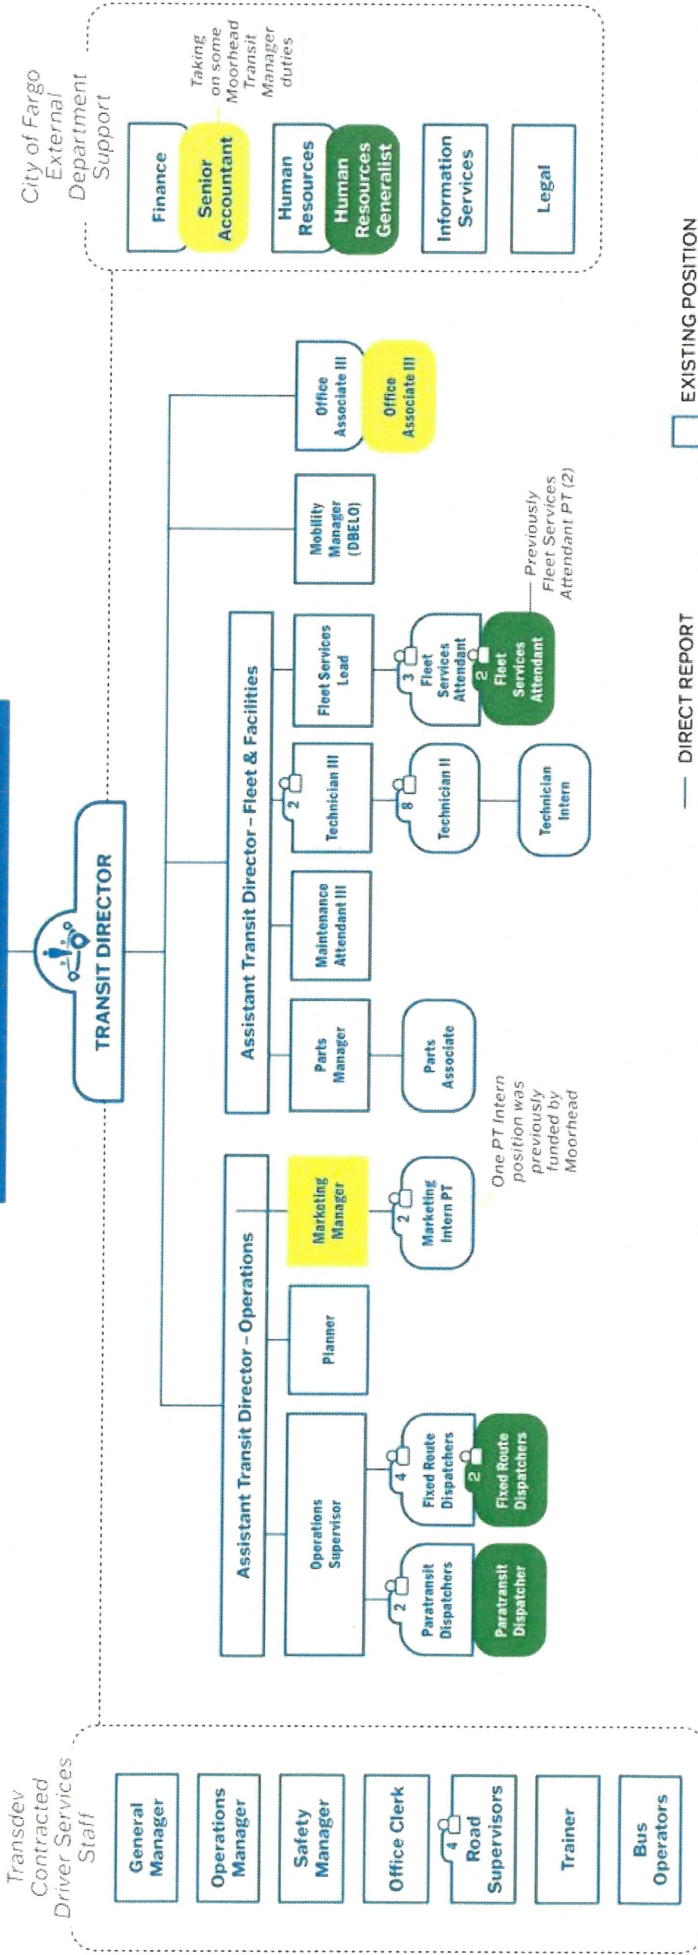 Transdev
Contracted
Driver Services
Staff
General
Manager
Operations
Manager
Safety
Manager
Office Clerk
4
Road
Supervisors
Trainer
Bus
Operators
TRANSIT DIRECTOR
Assistant Transit Director – Operations
Operations
Supervisor
2
Paratransit
Dispatchers
Paratransit
Dispatcher
4
Fixed Route
Dispatchers
2
Fixed Route
Dispatchers
Planner
Marketing
Manager
2
Marketing
Intern PT
One PT Intern
position was
previously
funded by
Moorhead
Assistant Transit Director – Fleet & Facilities
Parts
Manager
Parts
Associate
Maintenance
Attendant III
2
Technician III
8
Technician II
Technician
Intern
Fleet Services
Lead
3
Fleet
Services
Attendant
2
Fleet
Services
Attendant
Previously
Fleet Services
Attendant PT (2)
Mobility
Manager
(DBELO)
Office
Associate III
Office
Associate III
City of Fargo
External
Department
Support
Finance
Senior
Accountant
Taking
on some
Moorhead
Transit
Manager
duties
Human
Resources
Human
Resources
Generalist
Information
Services
Legal
DIRECT REPORT
EXISTING POSITION